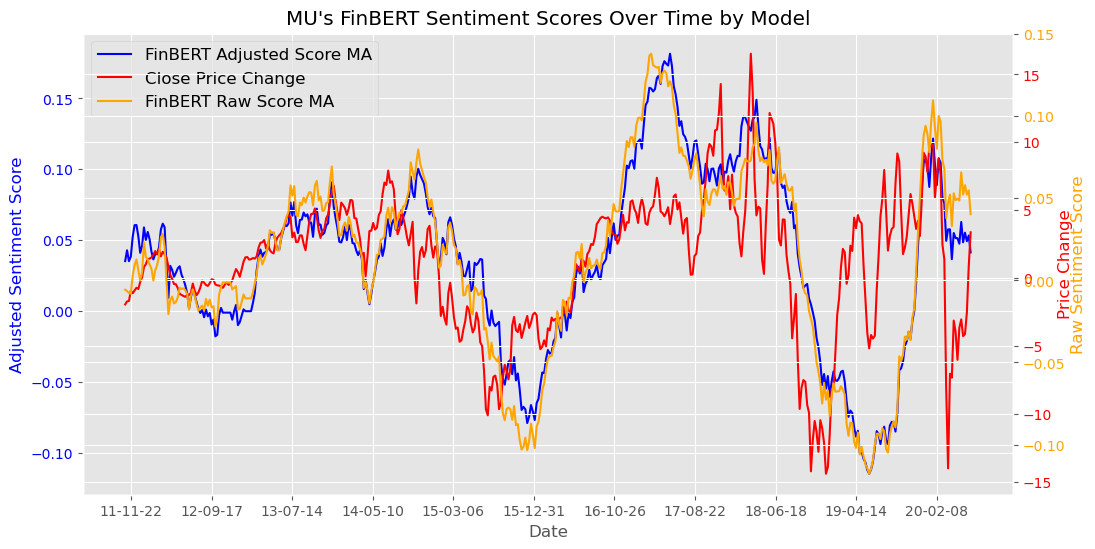 MU's FinBERT Sentiment Scores Over Time by Model
FinBERT Adjusted Score MA
Close Price Change
FinBERT Raw Score MA
Adjusted Sentiment Score
0.15
0.10
0.05
0.00
−0.05
−0.10
15
10
5
0
−5
−10
−15
Price Change
0.15
0.10
0.05
0.00
−0.05
−0.10
Raw Sentiment Score
11-11-22 12-09-17 13-07-14 14-05-10 15-03-06 15-12-31 16-10-26 17-08-22 18-06-18 19-04-14 20-02-08
Date